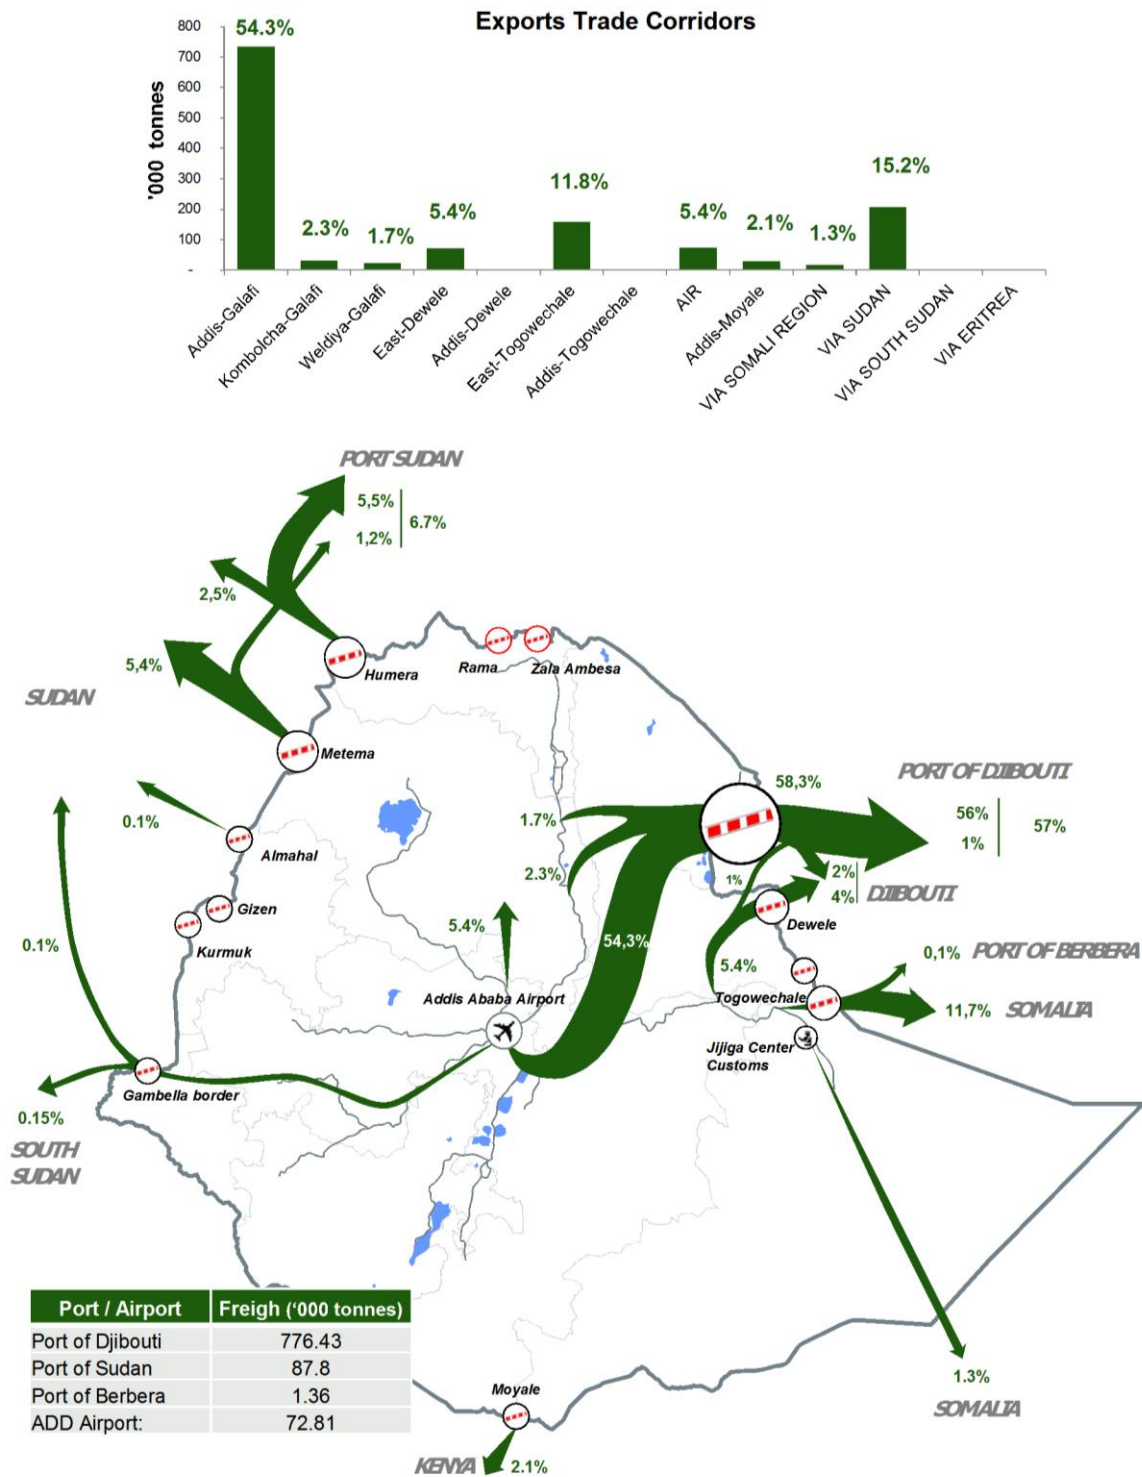 Exports Trade Corridors
'000 tonnes
800
700
600
500
400
300
200
100
-
54.3%
2.3%
1.7%
5.4%
11.8%
5.4%
2.1%
1.3%
15.2%
Addis-Galafi
Kombolcha-Galafi
Weldiya-Galafi
East-Dewele
Addis-Dewele
East-Togowechale
Addis-Togowechale
AIR
Addis-Moyale
VIA SOMALI REGION
VIA SUDAN
VIA SOUTH SUDAN
VIA ERITREA
PORT SUDAN
5,5%
6.7%
1,2%
2,5%
5,4%
Humera
Rama
Zala Ambesa
SUDAN
Metema
PORT OF DJIBOUTI
58,3%
56%
57%
1%
0.1%
Almahal
1.7%
2.3%
1%
2%
4%
DJIBOUTI
Gizen
Kurmuk
Dewele
0.1%
5.4%
54,3%
5.4%
0,1%
PORT OF BERBERA
Addis Ababa Airport
Togowechale
11,7%
SOMALIA
Jijiga Center
Customs
Gambella border
0.15%
SOUTH
SUDAN
Port / Airport Freigh ('000 tonnes)
Port of Djibouti 776.43
Port of Sudan 87.8
Port of Berbera 1.36
ADD Airport: 72.81
1.3%
SOMALIA
Moyale
KENYA
2.1%